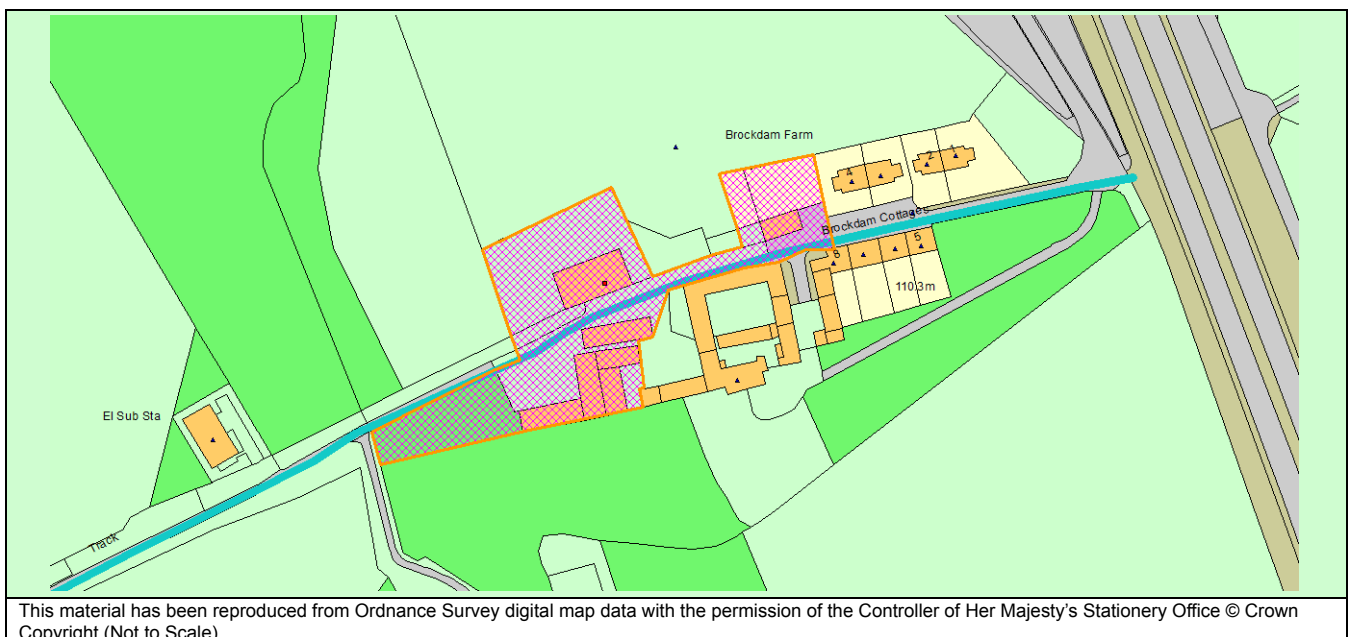 Brockdam Farm
2 1
4
Brockdam Cottages
5
8
110.3m
El Sub Sta
Track
This material has been reproduced from Ordnance Survey digital map data with the permission of the Controller of Her Majesty's Stationery Office © Crown
Copyright (Not to Scale)